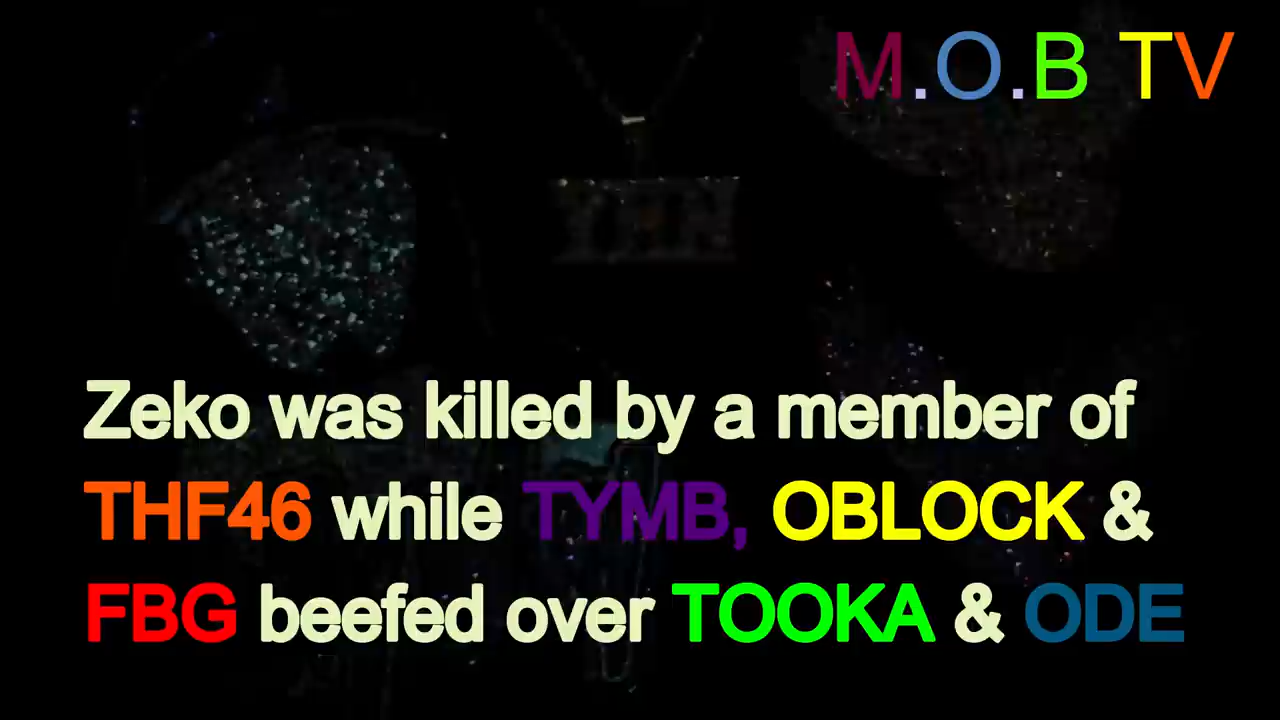 M.O.B TV
Zeko was killed by a member of
THF46 while TYMB, OBLOCK &
FBG beefed over TOOKA & ODE